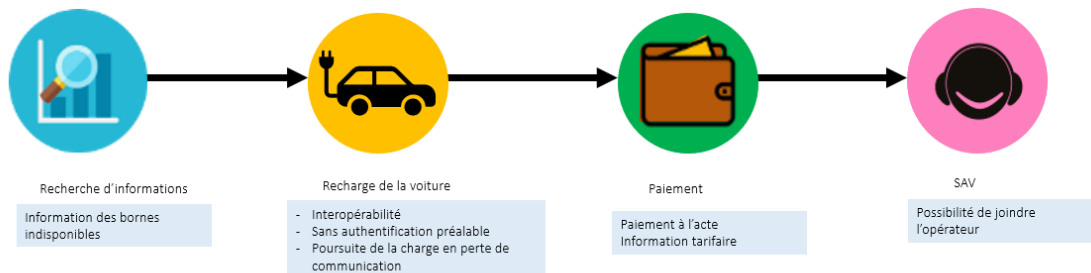 Recherche d’informations
Information des bornes
indisponibles
Recharge de la voiture
- Interopérabilité
- Sans authentification préalable
- Poursuite de la charge en perte de
communication
Paiement
Paiement à l’acte
Information tarifaire
SAV
Possibilité de joindre
l’opérateur